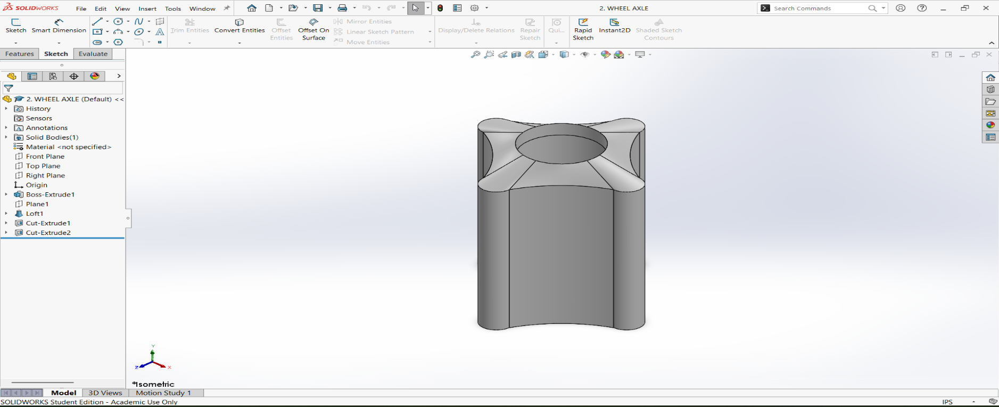 SOLIDWORKS File Edit View Insert Tools Window 2. WHEEL AXLE Search Commands
Sketch Smart Dimension Trim Entities Convert Entities Offset Entities Offset On Surface Mirror Entities Linear Sketch Pattern Move Entities Display/Delete Relations Repair Sketch Qui... Rapid Sketch Instant2D Shaded Sketch Contours
Features Sketch Evaluate
2. WHEEL AXLE (Default) <<
History
Sensors
Annotations
Solid Bodies(1)
Material <not specified>
Front Plane
Top Plane
Right Plane
Origin
Boss-Extrude1
Plane1
Loft1
Cut-Extrude1
Cut-Extrude2
Y
Z X
*Isometric
Model 3D Views Motion Study 1
SOLIDWORKS Student Edition - Academic Use Only IPS